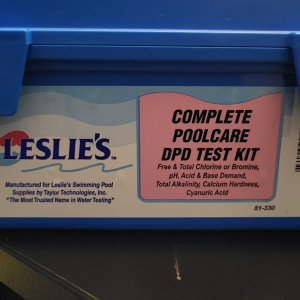 LESLIE'S™
Manufactured for Leslie's Swimming Pool
Supplies by Taylor Technologies, Inc.
"The Most Trusted Name in Water Testing"
COMPLETE
POOLCARE
DPD TEST KIT
Free & Total Chlorine or Bromine,
pH, Acid & Base Demand,
Total Alkalinity, Calcium Hardness,
Cyanuric Acid
81-330